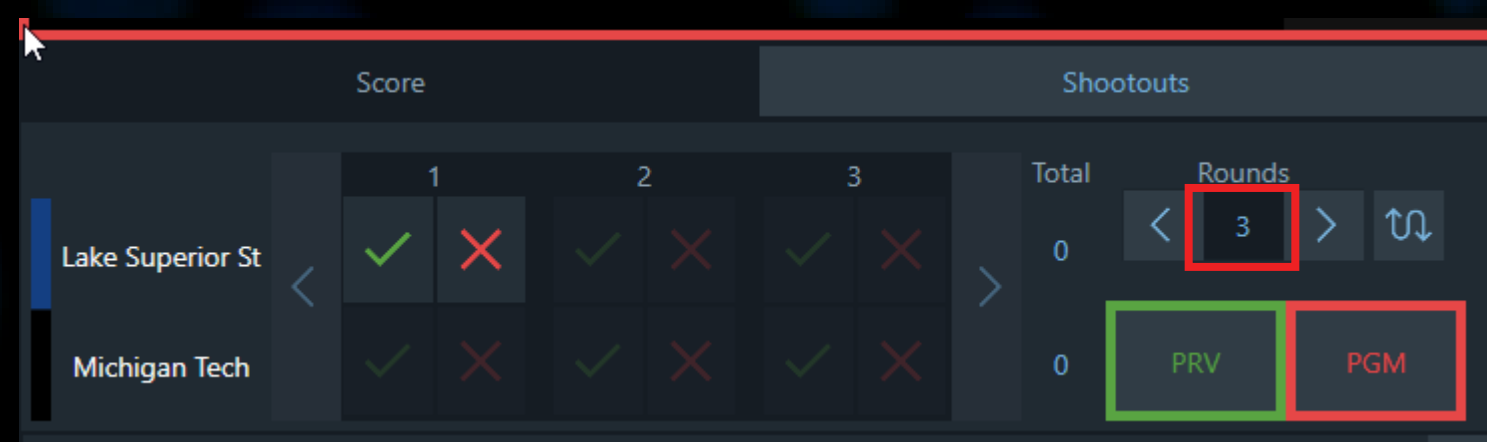 Score Shootouts
1 2 3 Total Rounds
3
Lake Superior St 0
Michigan Tech 0 PRV PGM